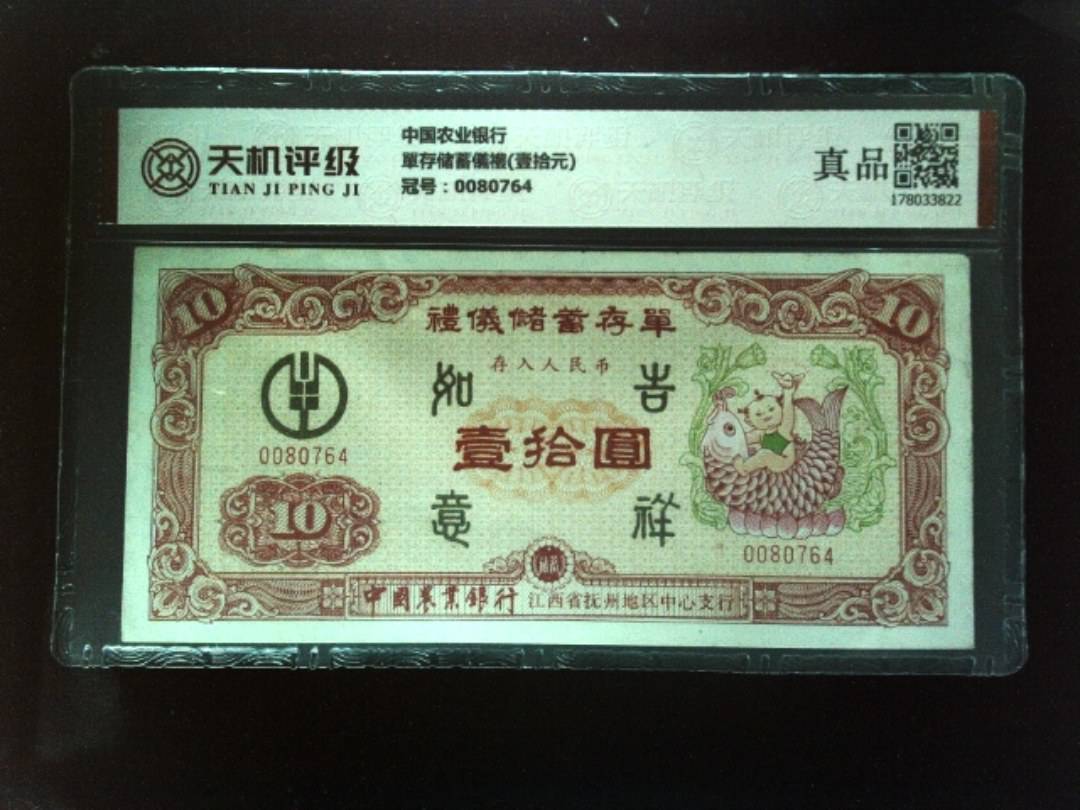 天机评级
TIAN JI PING JI
中国农业银行
單存储蓄儀禮(壹拾元)
冠号：0080764
真品
178033822
10
10
禮儀儲蓄存單
存入人民币
如 吉
壹拾圓
意 祥
0080764
10
0080764
中國農業銀行 江西省抚州地区中心支行